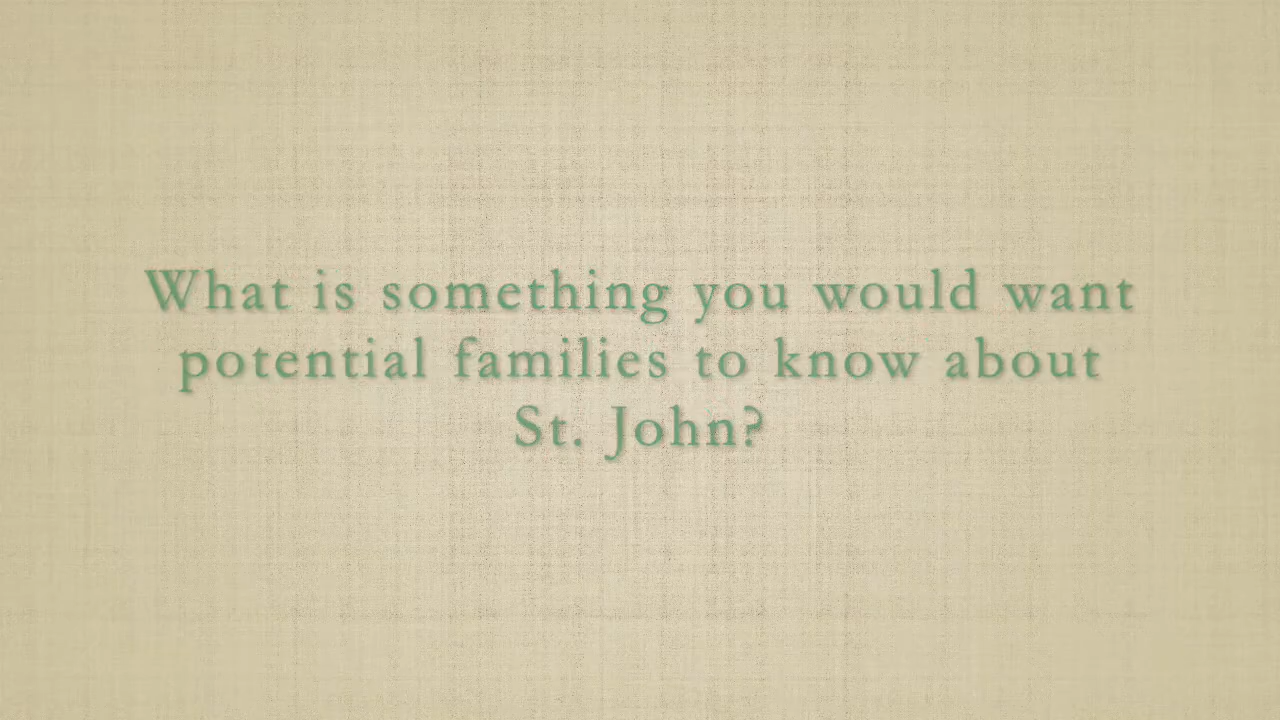 What is something you would want
potential families to know about
St. John?